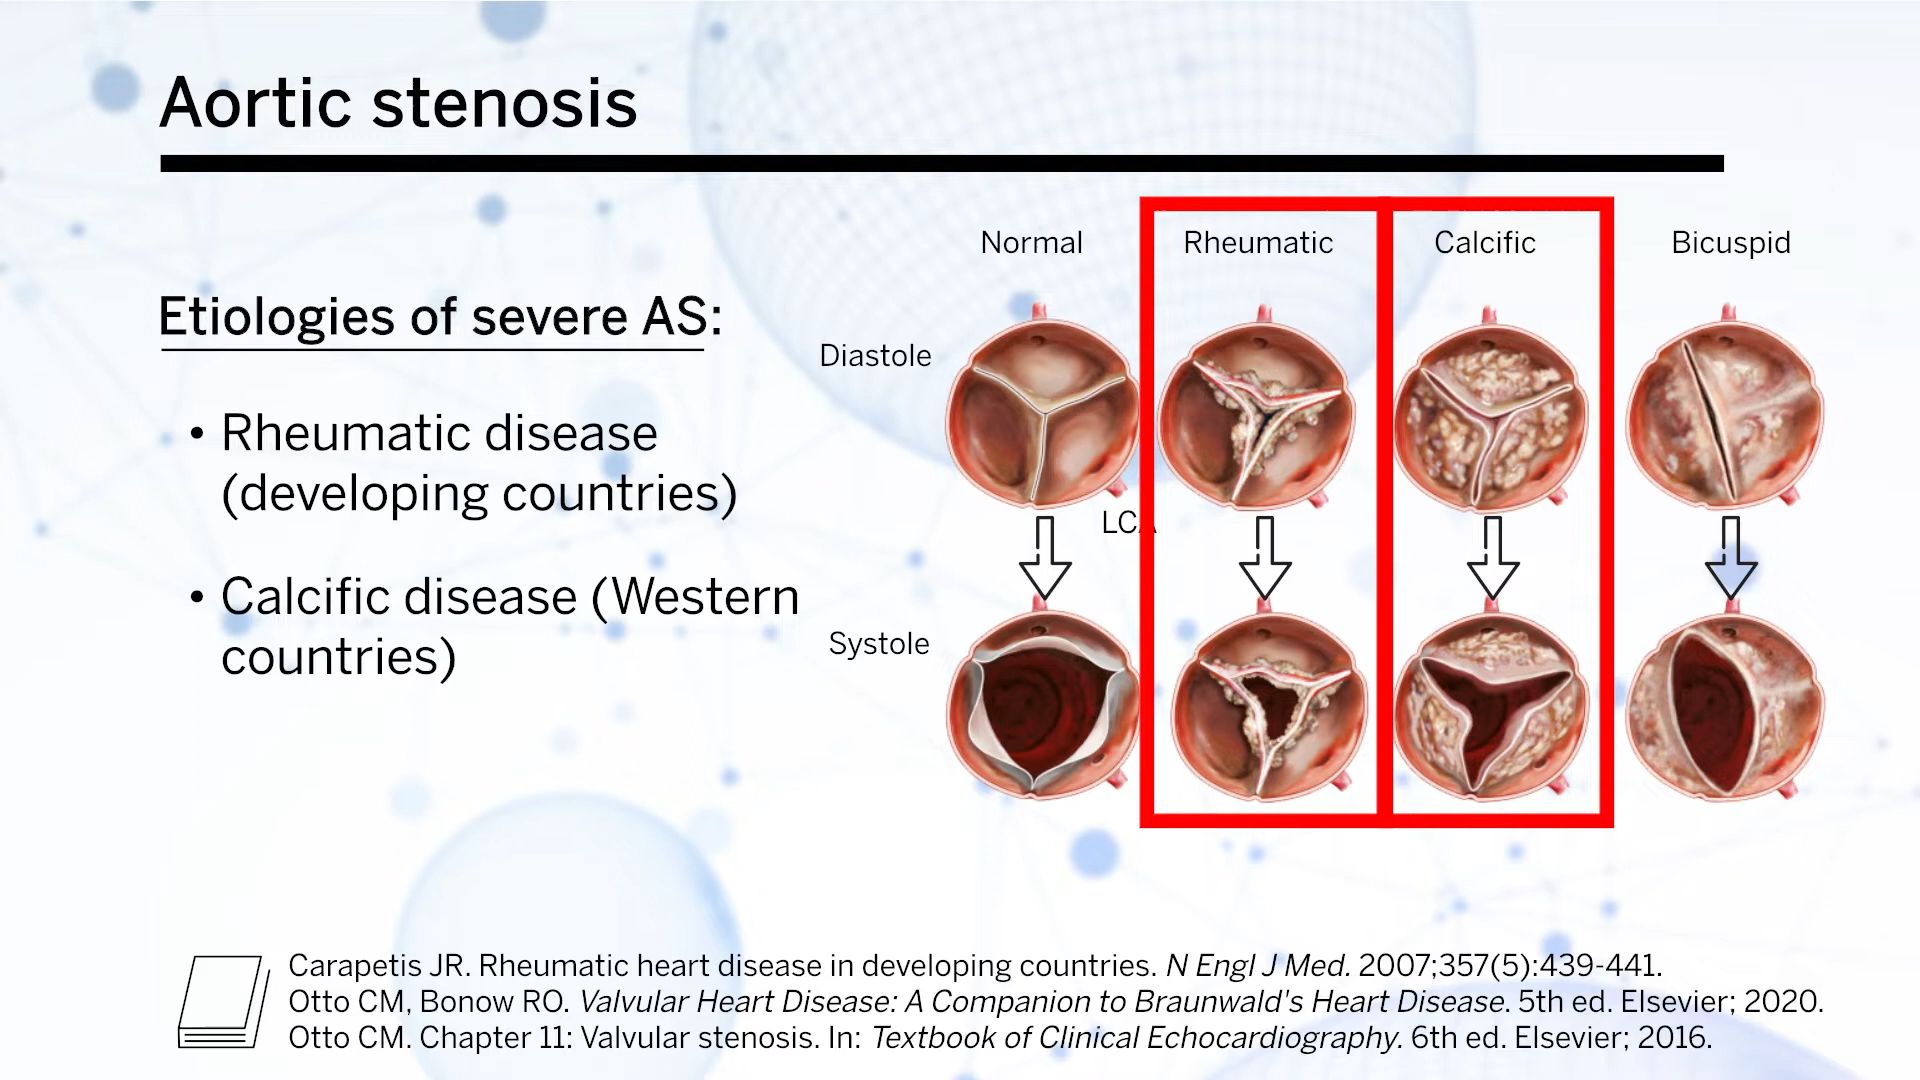 Aortic stenosis
Etiologies of severe AS:
• Rheumatic disease
(developing countries)
• Calcific disease (Western
countries)
Normal
Rheumatic
Calcific
Bicuspid
Diastole
LCA
Systole
Carapetis JR. Rheumatic heart disease in developing countries. N Engl J Med. 2007;357(5):439-441.
Otto CM, Bonow RO. Valvular Heart Disease: A Companion to Braunwald's Heart Disease. 5th ed. Elsevier; 2020.
Otto CM. Chapter 11: Valvular stenosis. In: Textbook of Clinical Echocardiography. 6th ed. Elsevier; 2016.